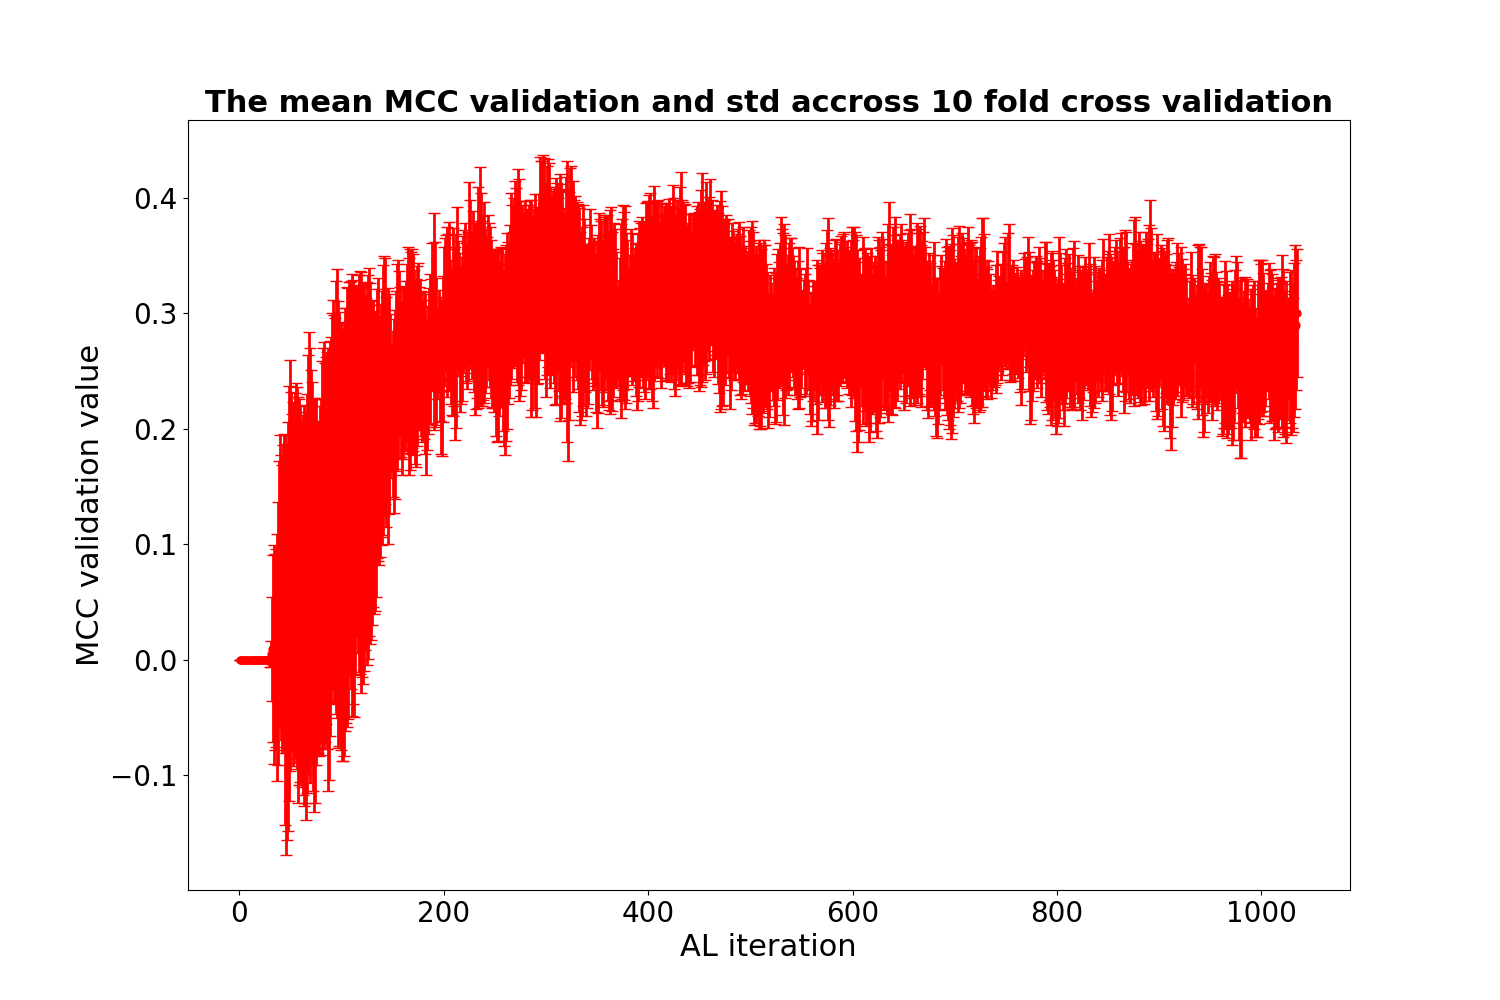 The mean MCC validation and std accross 10 fold cross validation
MCC validation value
0.4
0.3
0.2
0.1
0.0
−0.1
0 200 400 600 800 1000
AL iteration